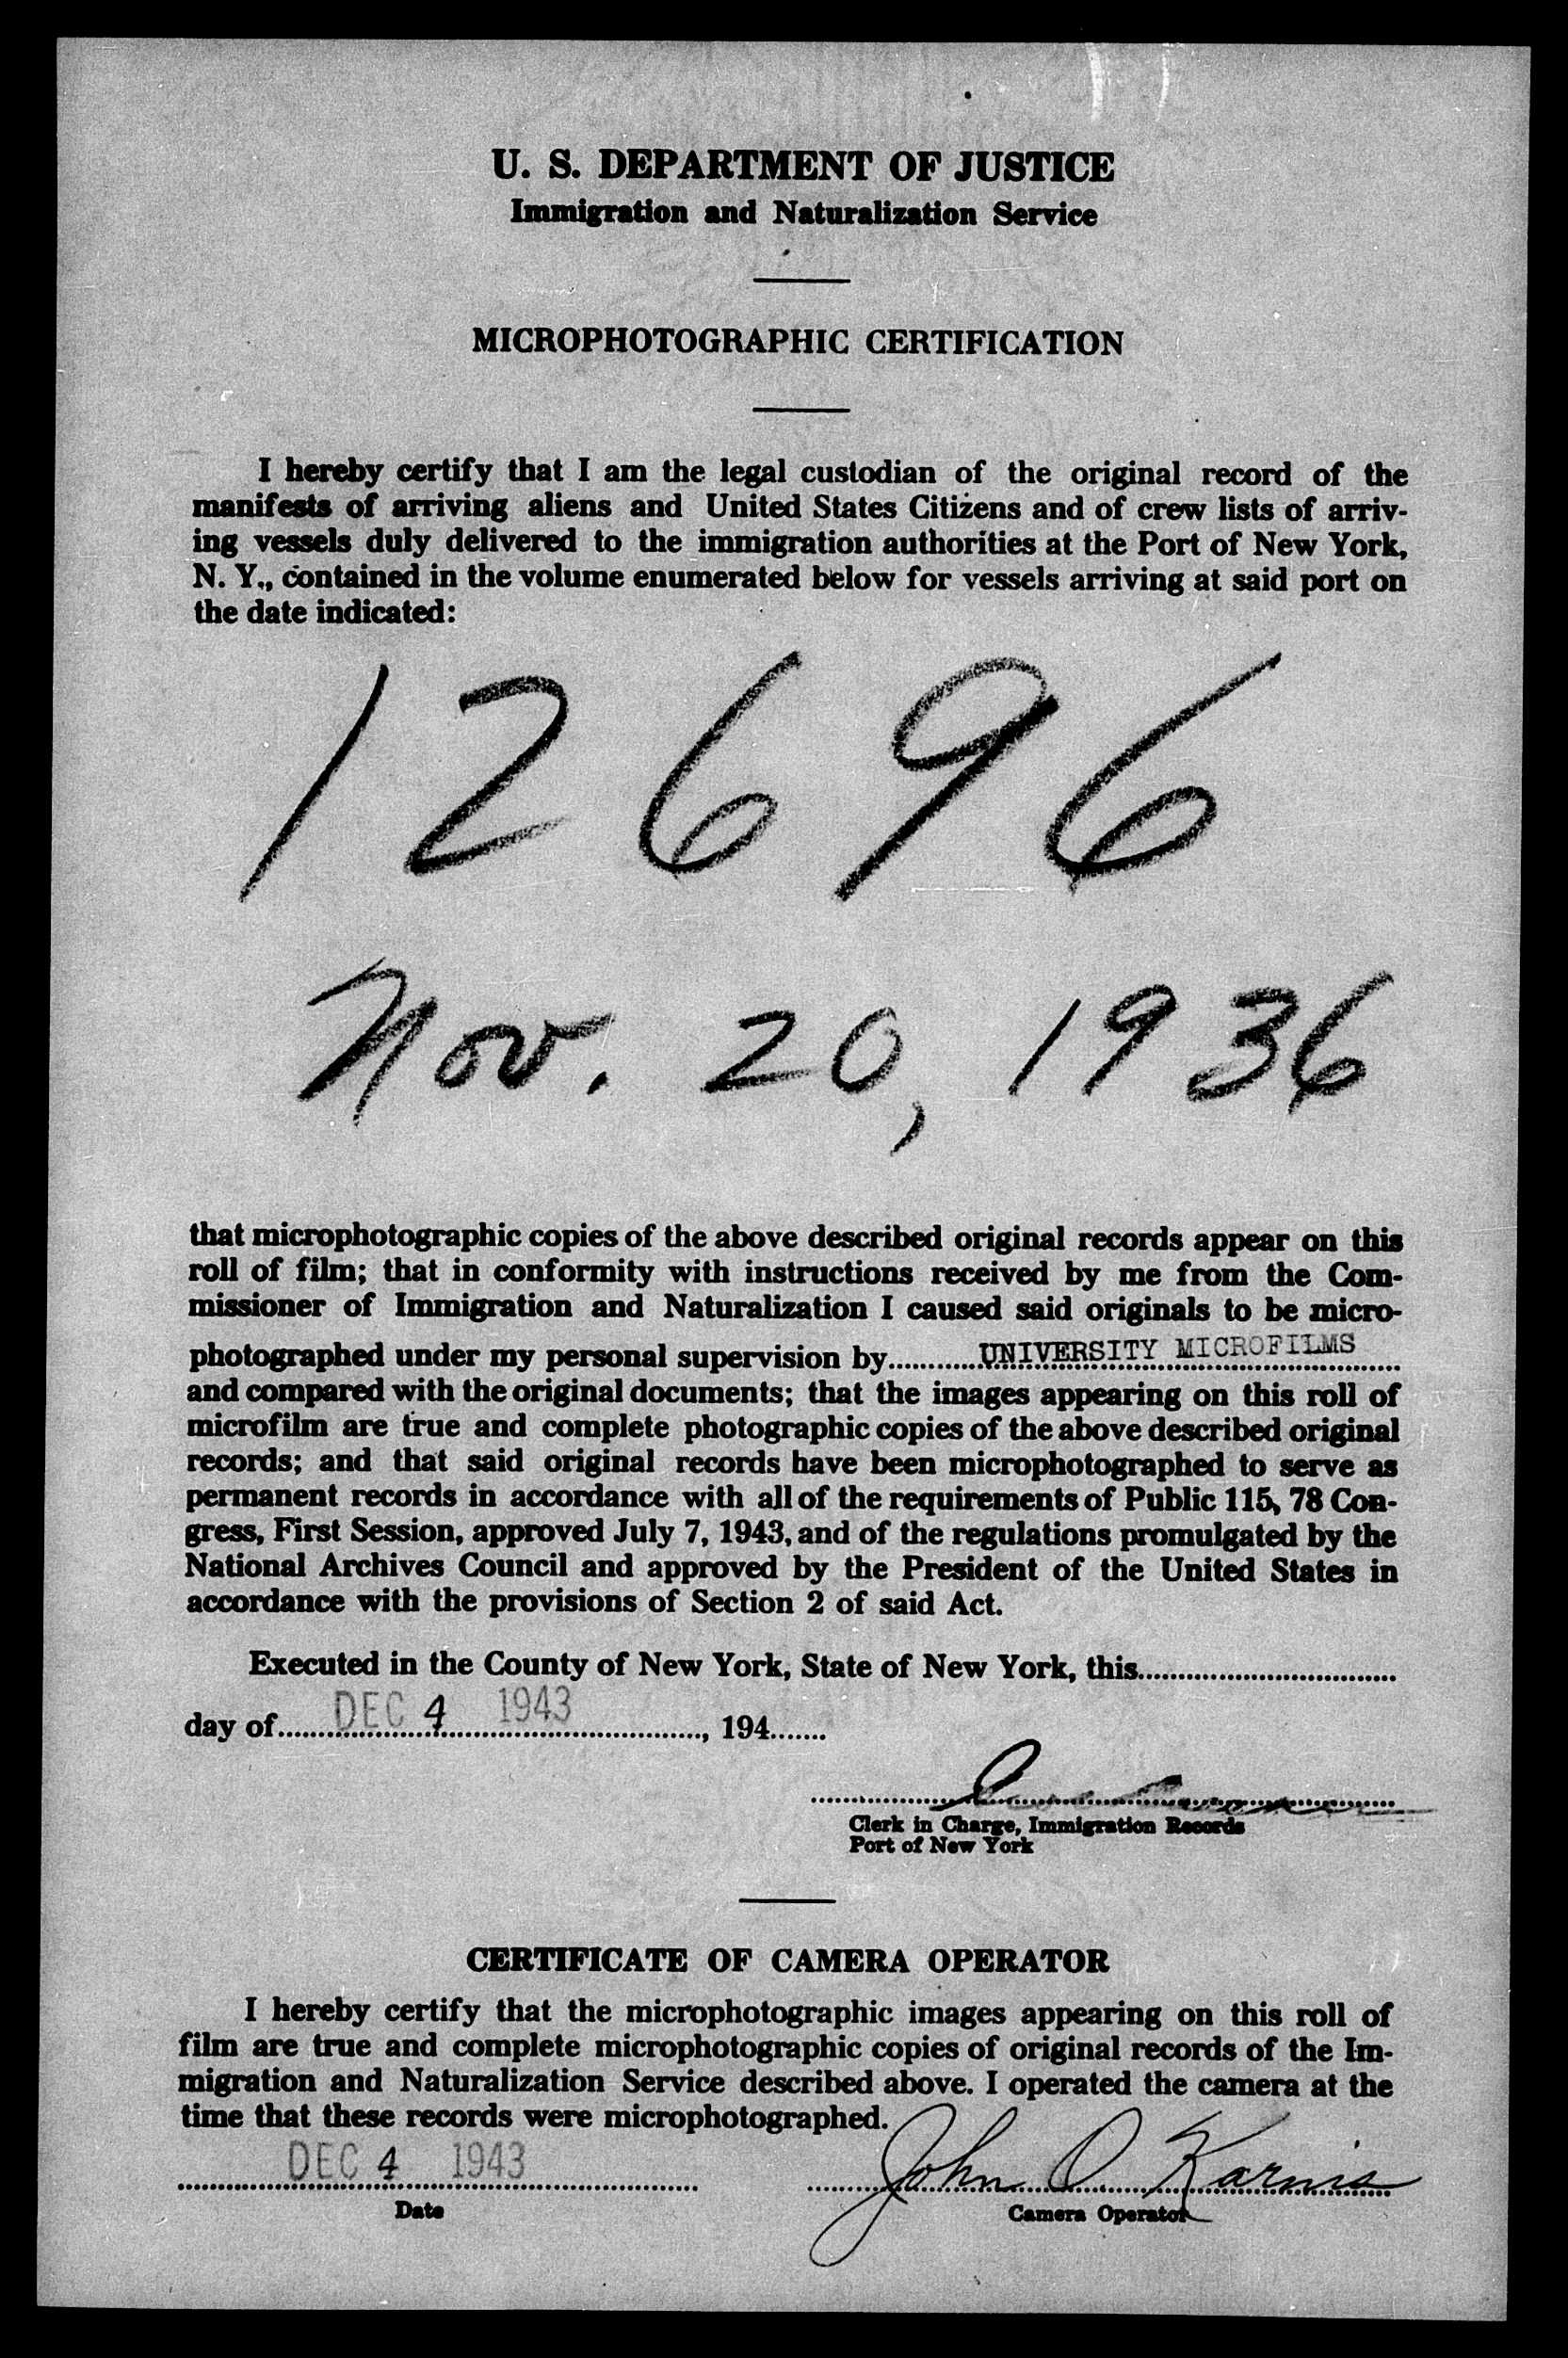 U. S. DEPARTMENT OF JUSTICE
Immigration and Naturalization Service
MICROPHOTOGRAPHIC CERTIFICATION
I hereby certify that I am the legal custodian of the original record of the
manifests of arriving aliens and United States Citizens and of crew lists of arriv-
ing vessels duly delivered to the immigration authorities at the Port of New York,
N. Y., contained in the volume enumerated below for vessels arriving at said port on
the date indicated:
12696
Nov. 20, 1936
that microphotographic copies of the above described original records appear on this
roll of film; that in conformity with instructions received by me from the Com-
missioner of Immigration and Naturalization I caused said originals to be micro-
photographed under my personal supervision by UNIVERSITY MICROFILMS
and compared with the original documents; that the images appearing on this roll of
microfilm are true and complete photographic copies of the above described original
records; and that said original records have been microphotographed to serve as
permanent records in accordance with all of the requirements of Public 115, 78 Con-
gress, First Session, approved July 7, 1943, and of the regulations promulgated by the
National Archives Council and approved by the President of the United States in
accordance with the provisions of Section 2 of said Act.
Executed in the County of New York, State of New York, this
day of DEC 4 1943, 194
Clerk in Charge, Immigration Records
Port of New York
CERTIFICATE OF CAMERA OPERATOR
I hereby certify that the microphotographic images appearing on this roll of
film are true and complete microphotographic copies of original records of the Im-
migration and Naturalization Service described above. I operated the camera at the
time that these records were microphotographed.
DEC 4 1943 John O. Karnis
Date Camera Operator